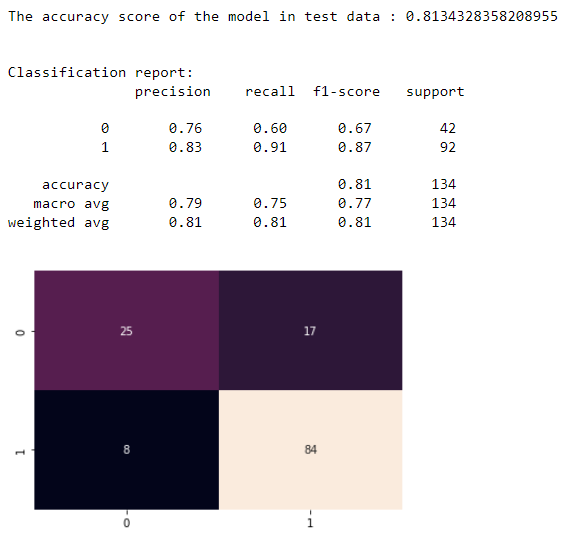 The accuracy score of the model in test data : 0.8134328358208955
Classification report:
precision recall f1-score support
0 0.76 0.60 0.67 42
1 0.83 0.91 0.87 92
accuracy 0.81 134
macro avg 0.79 0.75 0.77 134
weighted avg 0.81 0.81 0.81 134
0 25 17
1 8 84
0 1